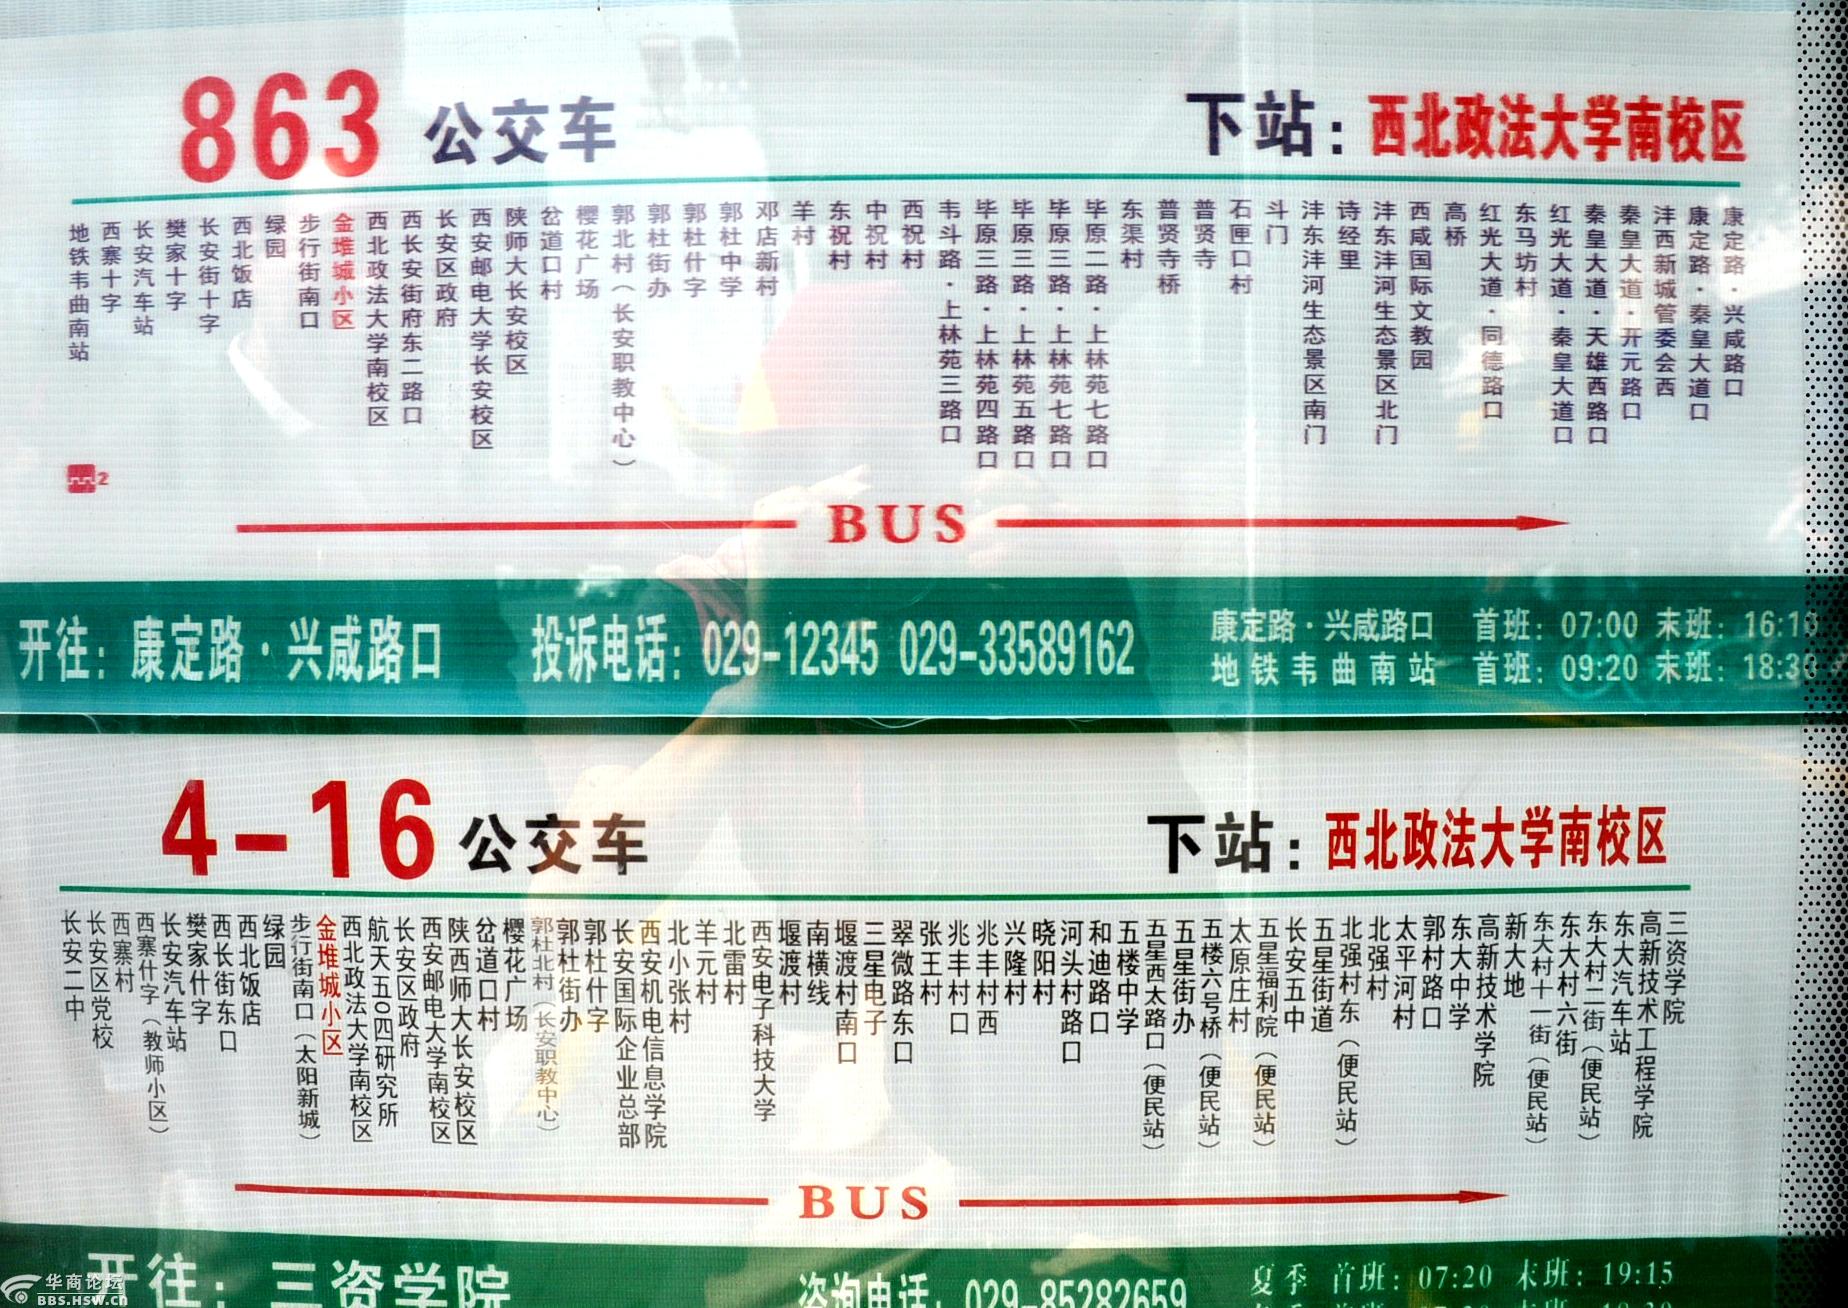 863 公交车
下站：西北政法大学南校区
地铁韦曲南站
西寨十字
长安汽车站
樊家十字
长安街十字
西北饭店
绿园
步行街南口
金堆城小区
西北政法大学南校区
西长安街府东二路口
长安区政府
西安邮电大学长安校区
陕师大长安校区
岔道口村
樱花广场
郭北村（长安职教中心）
郭杜街办
郭杜什字
郭杜中学
邓店新村
羊村
东祝村
中祝村
西祝村
韦斗路·上林苑三路口
毕原三路·上林苑四路口
毕原三路·上林苑五路口
毕原三路·上林苑七路口
毕原二路·上林苑七路口
东渠村
普贤寺桥
普贤寺
石匣口村
斗门
沣东沣河生态景区南门
诗经里
沣东沣河生态景区北门
西咸国际文教园
高桥
红光大道·同德路口
东马坊村
红光大道·秦皇大道口
秦皇大道·天雄西路口
秦皇大道·开元路口
沣西新城管委会西
康定路·秦皇大道口
康定路·兴咸路口
2
BUS
开往：康定路·兴咸路口
投诉电话：029-12345 029-33589162
康定路·兴咸路口 首班：07:00 末班：16:10
地铁韦曲南站 首班：09:20 末班：18:30
4-16 公交车
下站：西北政法大学南校区
长安二中
长安区党校
西寨村
西寨什字（教师小区）
长安汽车站
樊家什字
西长街东口
西北饭店
绿园
步行街南口（太阳新城）
金堆城小区
西北政法大学南校区
航天五0四研究所
长安区政府
西安邮电大学南校区
陕西师大长安校区
岔道口村
樱花广场
郭杜北村（长安职教中心）
郭杜街办
郭杜什字
长安国际企业总部
西安机电信息学院
北小张村
羊元村
北雷村
西安电子科技大学
堰渡村
南横线
堰渡村南口
三星电子
翠微路东口
张王村
兆丰村口
兆丰村西
兴隆村
晓阳村
河头村路口
和迪路口
五楼中学
五星西太路口（便民站）
五星街办
五楼六号桥（便民站）
太原庄村
五星福利院（便民站）
长安五中
五星街道
北强村东（便民站）
北强村
太平河村
郭村路口
东大中学
高新技术学院
新大地
东大村十一街（便民站）
东大村六街
东大村二街（便民站）
东大汽车站
高新技术工程学院
三资学院
BUS
开往：三资学院
咨询电话：029-85282659
夏季 首班：07:20 末班：19:15
华商论坛
BBS.HSW.CN